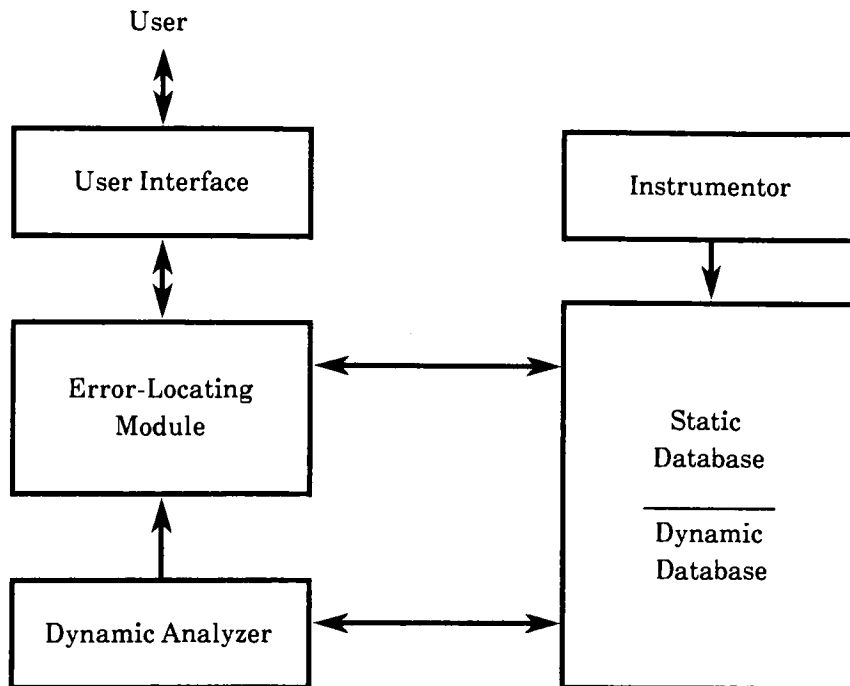 User
User Interface
Instrumentor
Error-Locating
Module
Static
Database
Dynamic
Database
Dynamic Analyzer